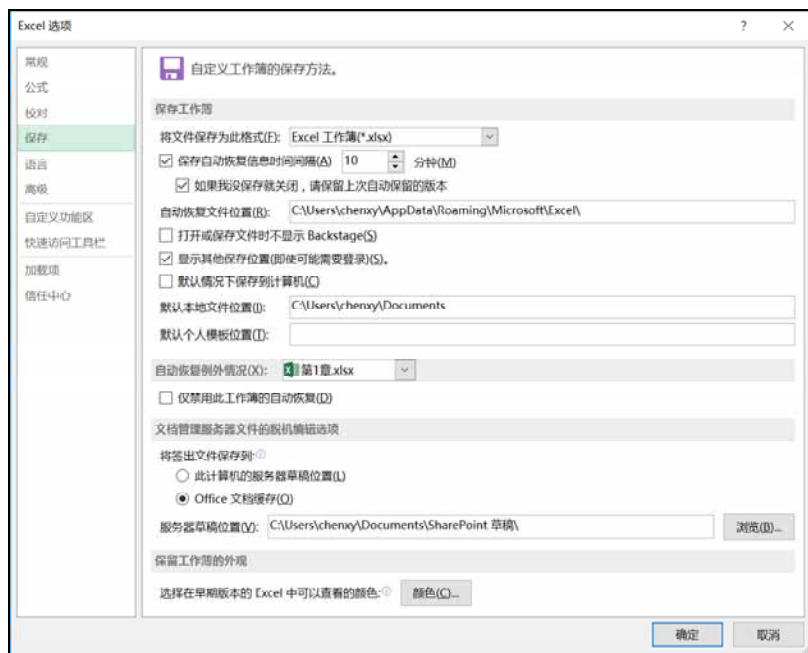 Excel 选项
?
常规
公式
校对
保存
语言
高级
自定义功能区
快速访问工具栏
加载项
信任中心
自定义工作簿的保存方法。
保存工作簿
将文件保存为此格式(F): Excel 工作簿(*.xlsx)
保存自动恢复信息时间间隔(A) 10 分钟(M)
如果我没保存就关闭，请保留上次自动保留的版本
自动恢复文件位置(R): C:\Users\chenxy\AppData\Roaming\Microsoft\Excel\
打开或保存文件时不显示 Backstage(S)
显示其他保存位置(即使可能需要登录)(S)。
默认情况下保存到计算机(C)
默认本地文件位置(I): C:\Users\chenxy\Documents
默认个人模板位置(T):
自动恢复例外情况(X): 第1章.xlsx
仅禁用此工作簿的自动恢复(D)
文档管理服务器文件的脱机编辑选项
将签出文件保存到:
此计算机的服务器草稿位置(L)
Office 文档缓存(O)
服务器草稿位置(V): C:\Users\chenxy\Documents\SharePoint 草稿\ 浏览(B)...
保留工作簿的外观
选择在早期版本的 Excel 中可以查看的颜色: 颜色(C)...
确定 取消